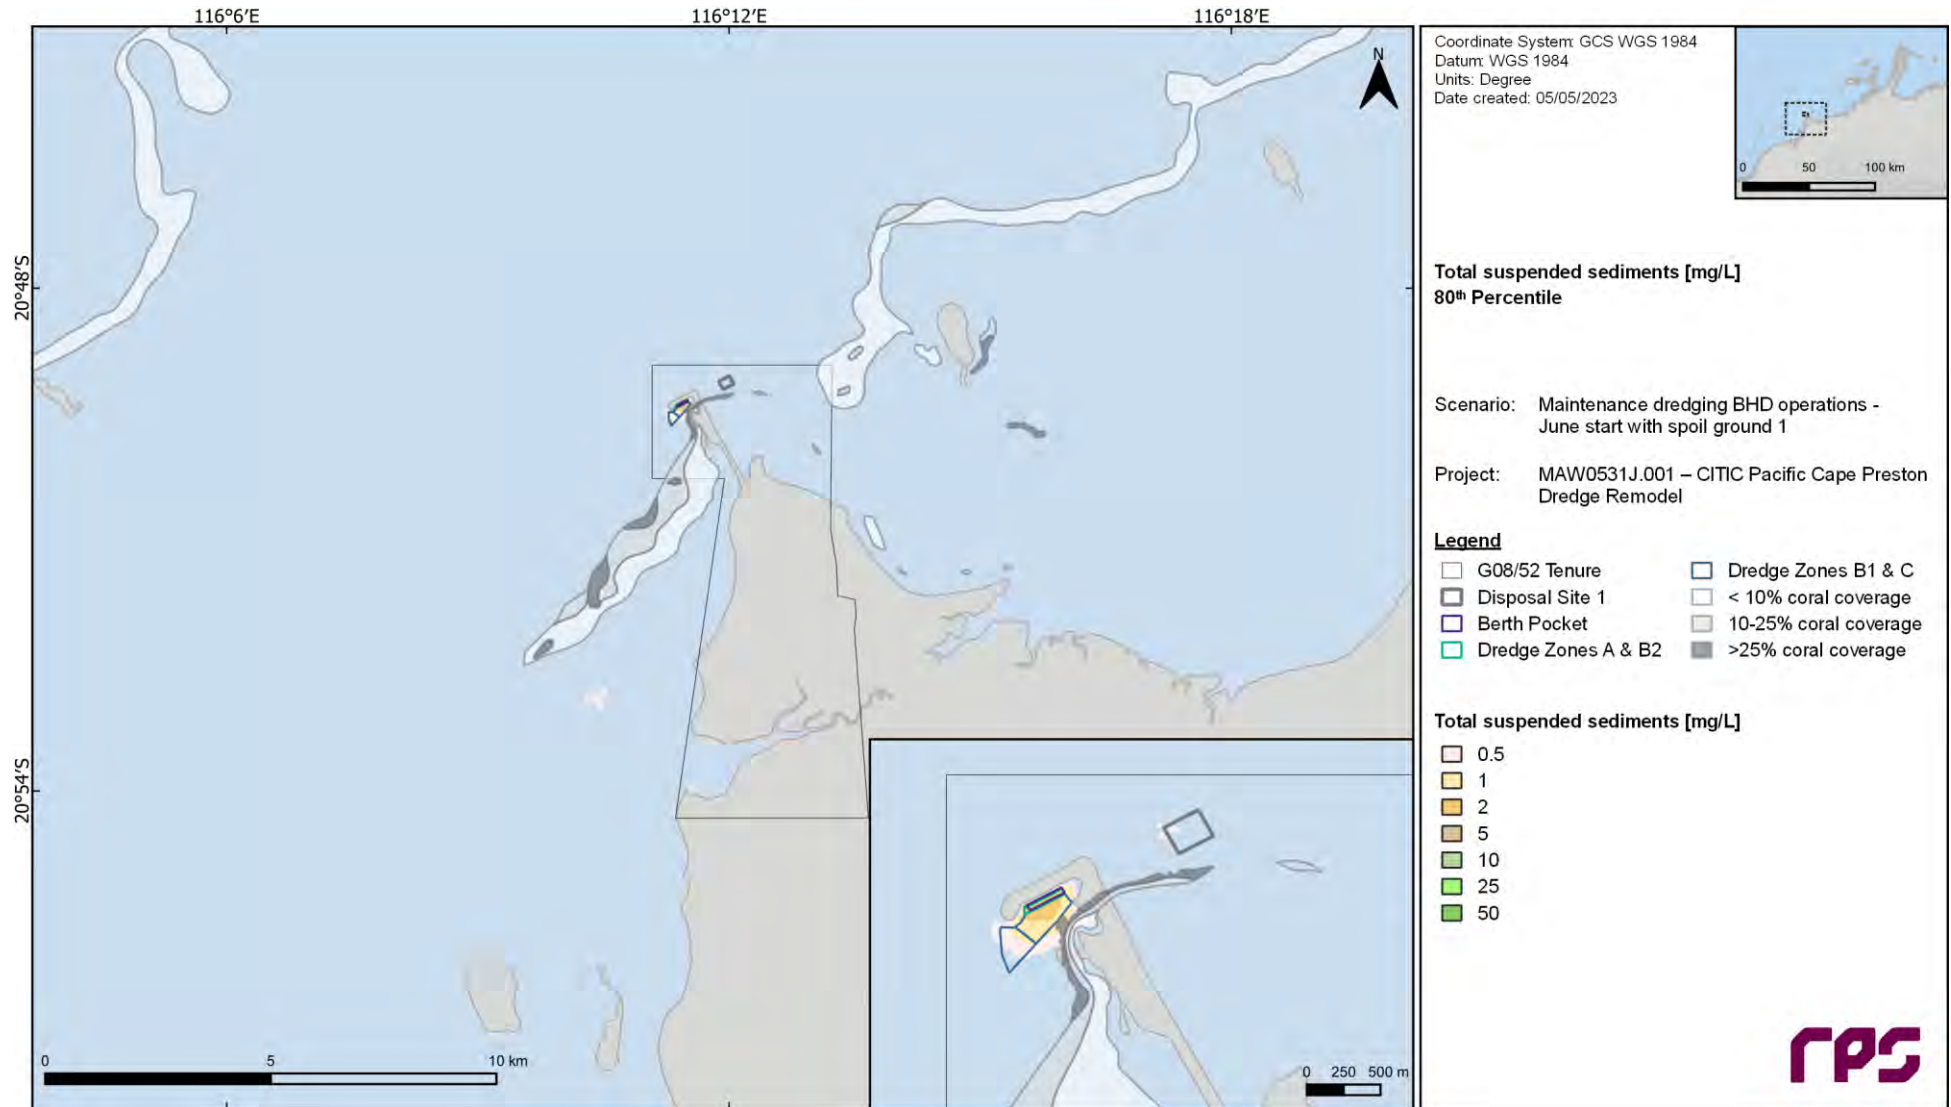 116°6'E
116°12'E
116°18'E
20°48'S
20°54'S
N
0
5
10 km
0
250
500 m
Coordinate System: GCS WGS 1984
Datum: WGS 1984
Units: Degree
Date created: 05/05/2023
0
50
100 km
Total suspended sediments [mg/L]
80th Percentile
Scenario: Maintenance dredging BHD operations -
June start with spoil ground 1
Project: MAW0531J.001 – CITIC Pacific Cape Preston
Dredge Remodel
Legend
G08/52 Tenure
Disposal Site 1
Berth Pocket
Dredge Zones A & B2
Dredge Zones B1 & C
< 10% coral coverage
10-25% coral coverage
>25% coral coverage
Total suspended sediments [mg/L]
0.5
1
2
5
10
25
50
rps